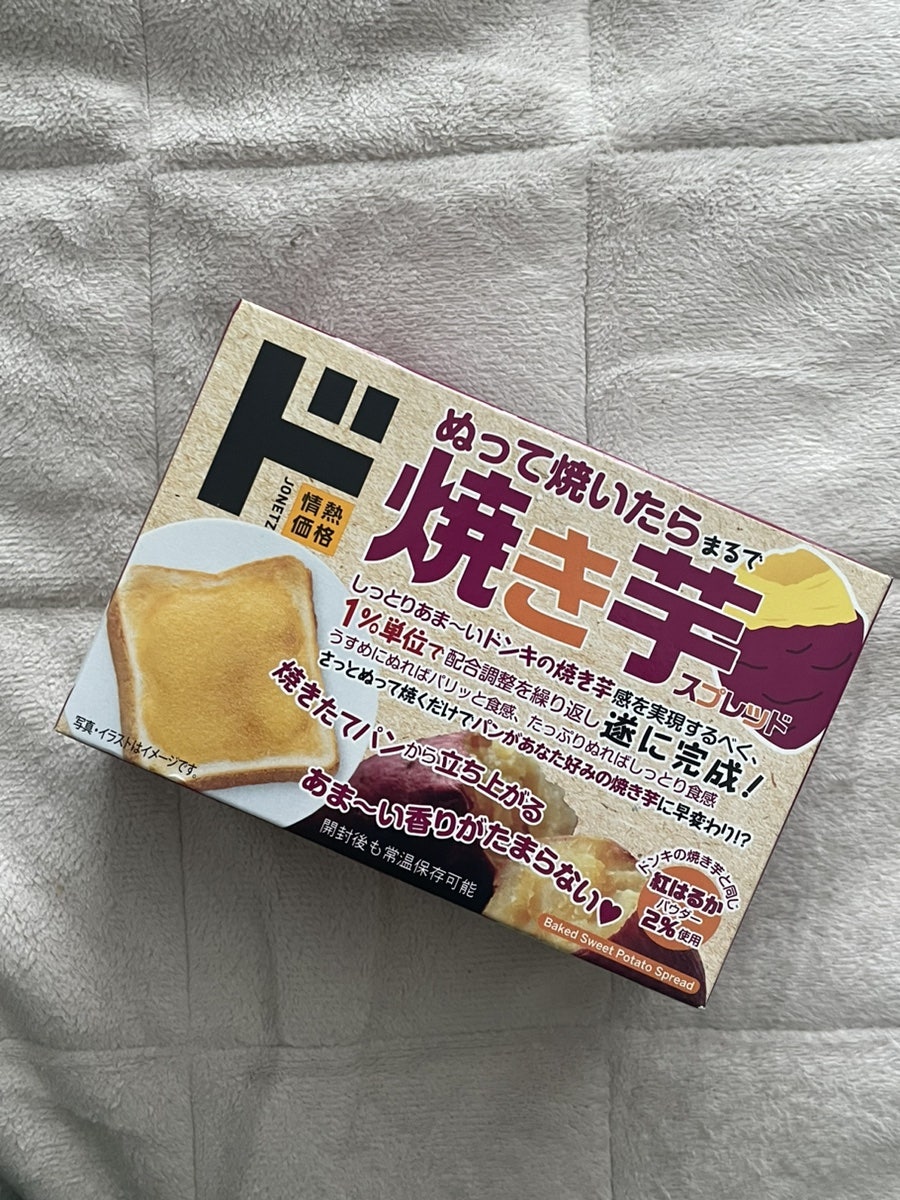 ド
JONETZ
情熱
価格
ぬって焼いたらまるで
焼き芋
スプレッド
しっとりあま～いドンキの焼き芋感を実現するべく、
1%単位で配合調整を繰り返し遂に完成!
うすめにぬればパリッと食感、たっぷりぬればしっとり食感
さっとぬって焼くだけでパンがあなた好みの焼き芋に早変わり!?
焼きたてパンから立ち上がる
あま～い香りがたまらない♥
開封後も常温保存可能
写真・イラストはイメージです。
ドンキの焼き芋と同じ
紅はるか
パウダー
2%使用
Baked Sweet Potato Spread